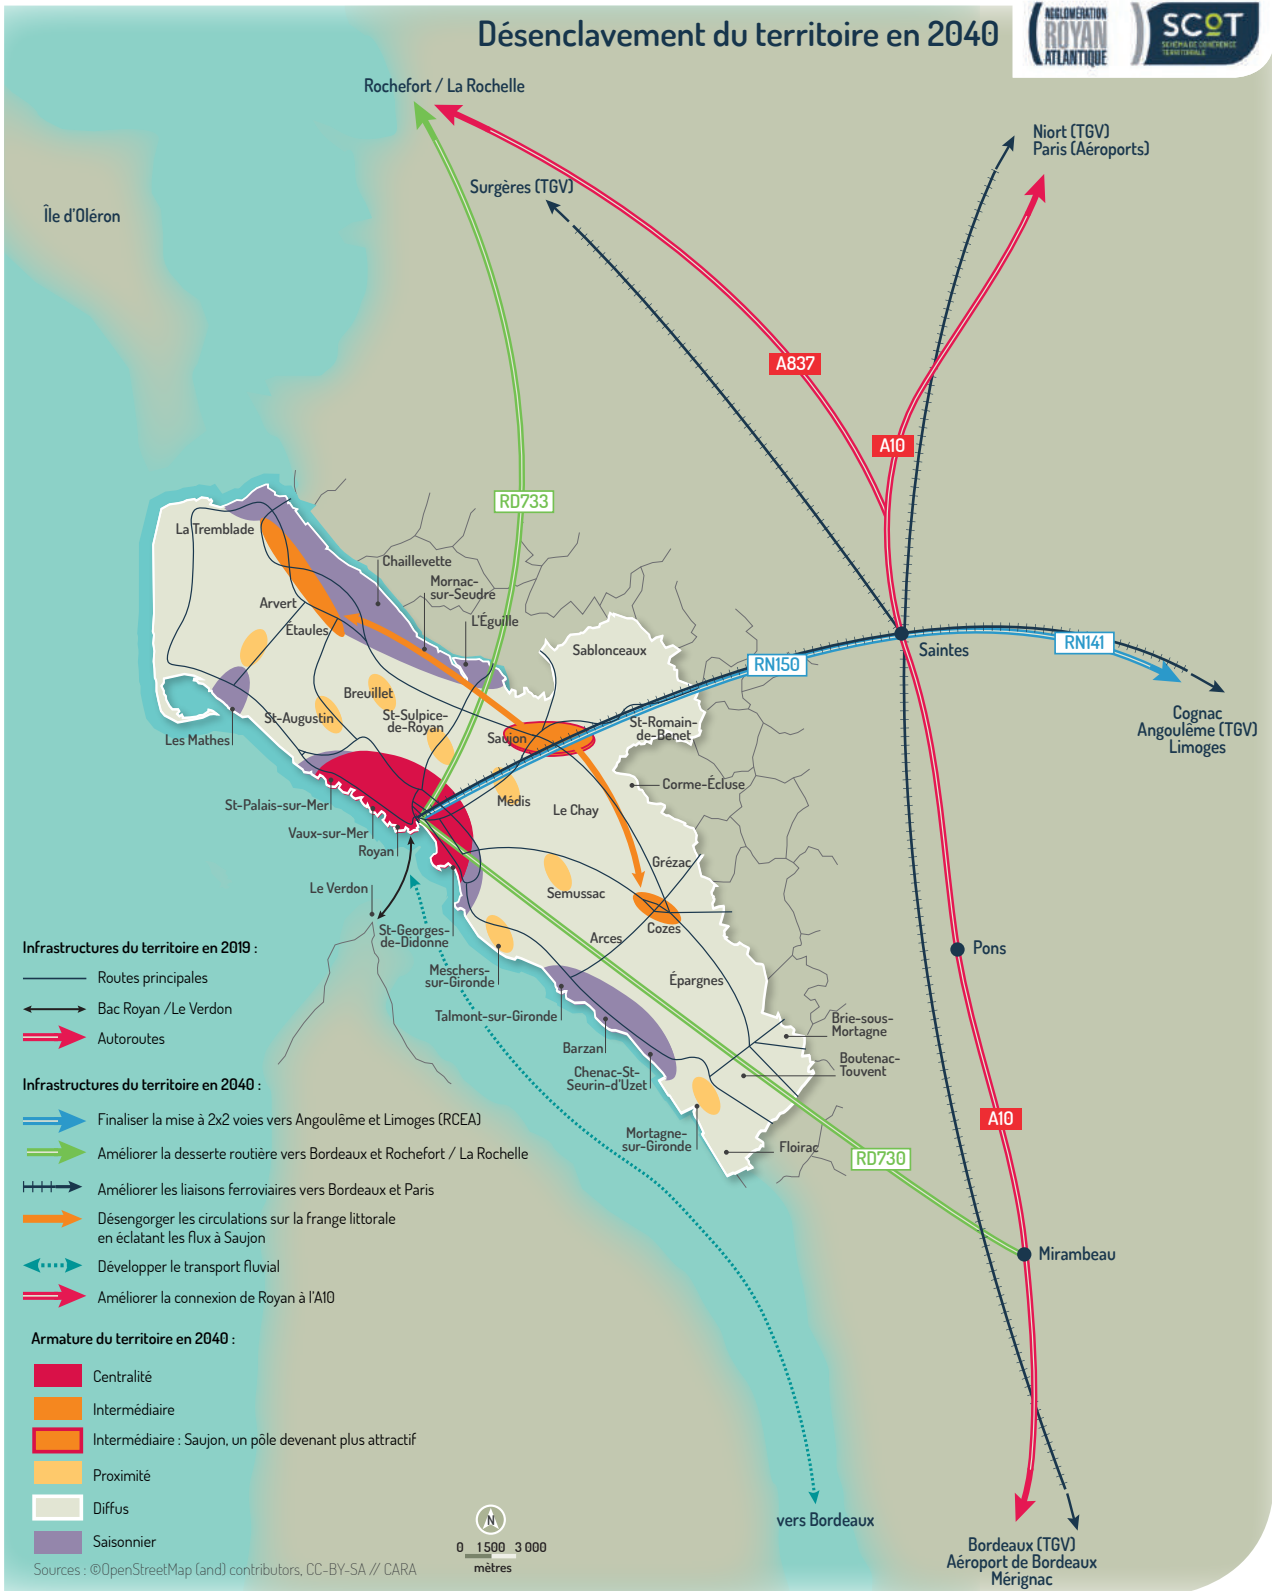 Désenclavement du territoire en 2040
AGGLOMÉRATION
ROYAN
ATLANTIQUE
SCOT
SCHÉMA DE COHÉRENCE
TERRITORIALE
Rochefort / La Rochelle
Niort (TGV)
Paris (Aéroports)
Surgères (TGV)
Île d'Oléron
A837
A10
RD733
La Tremblade
Chaillevette
Mornac-
sur-Seudre
Arvert
L'Éguille
Étaules
Sablonceaux
RN150
RN141
Saintes
Breuillet
St-Augustin
St-Sulpice-
de-Royan
Saujon
St-Romain-
de-Benet
Les Mathes
Cognac
Angoulême (TGV)
Limoges
Corme-Écluse
St-Palais-sur-Mer
Médis
Le Chay
Vaux-sur-Mer
Royan
Grézac
Le Verdon
Semussac
St-Georges-
de-Didonne
Arces
Cozes
Pons
Meschers-
sur-Gironde
Épargnes
Talmont-sur-Gironde
Brie-sous-
Mortagne
Barzan
Boutenac-
Touvent
Chenac-St-
Seurin-d'Uzet
A10
Mortagne-
sur-Gironde
Floirac
RD730
Mirambeau
vers Bordeaux
Bordeaux (TGV)
Aéroport de Bordeaux
Mérignac
Infrastructures du territoire en 2019 :
Routes principales
Bac Royan /Le Verdon
Autoroutes
Infrastructures du territoire en 2040 :
Finaliser la mise à 2x2 voies vers Angoulême et Limoges (RCEA)
Améliorer la desserte routière vers Bordeaux et Rochefort / La Rochelle
Améliorer les liaisons ferroviaires vers Bordeaux et Paris
Désengorger les circulations sur la frange littorale
en éclatant les flux à Saujon
Développer le transport fluvial
Améliorer la connexion de Royan à l'A10
Armature du territoire en 2040 :
Centralité
Intermédiaire
Intermédiaire : Saujon, un pôle devenant plus attractif
Proximité
Diffus
Saisonnier
N
0 1 500 3 000
mètres
Sources : ©OpenStreetMap (and) contributors, CC-BY-SA // CARA